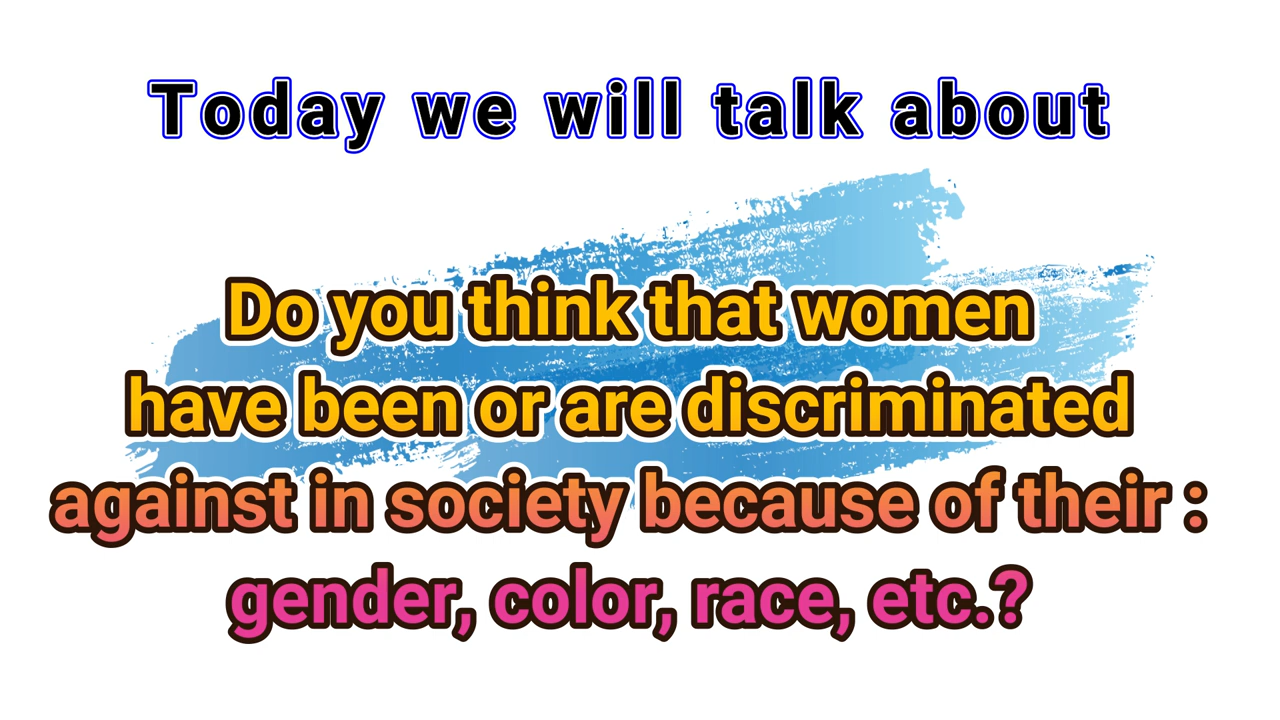 Today we will talk about
Do you think that women
have been or are discriminated
against in society because of their :
gender, color, race, etc.?